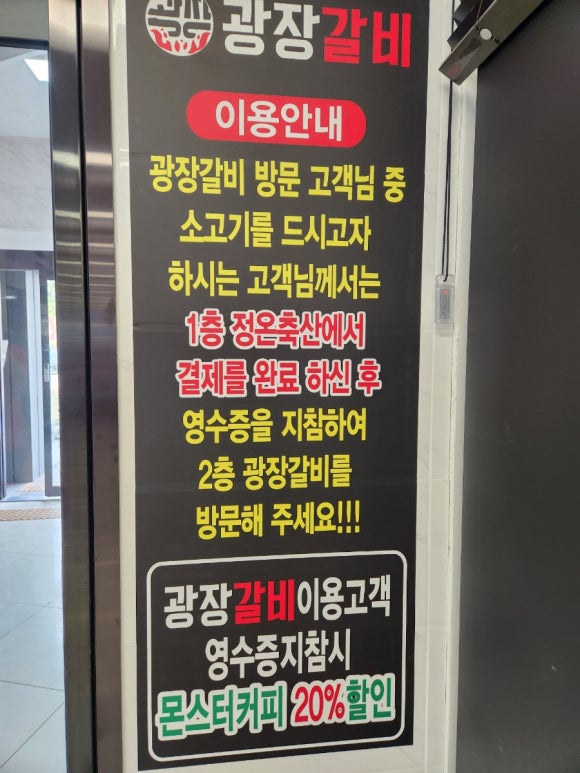 광장갈비
이용안내
광장갈비 방문 고객님 중
소고기를 드시고자
하시는 고객님께서는
1층 정온축산에서
결제를 완료 하신 후
영수증을 지침하여
2층 광장갈비를
방문해 주세요!!!
광장갈비이용고객
영수증지참시
몬스터커피 20%할인